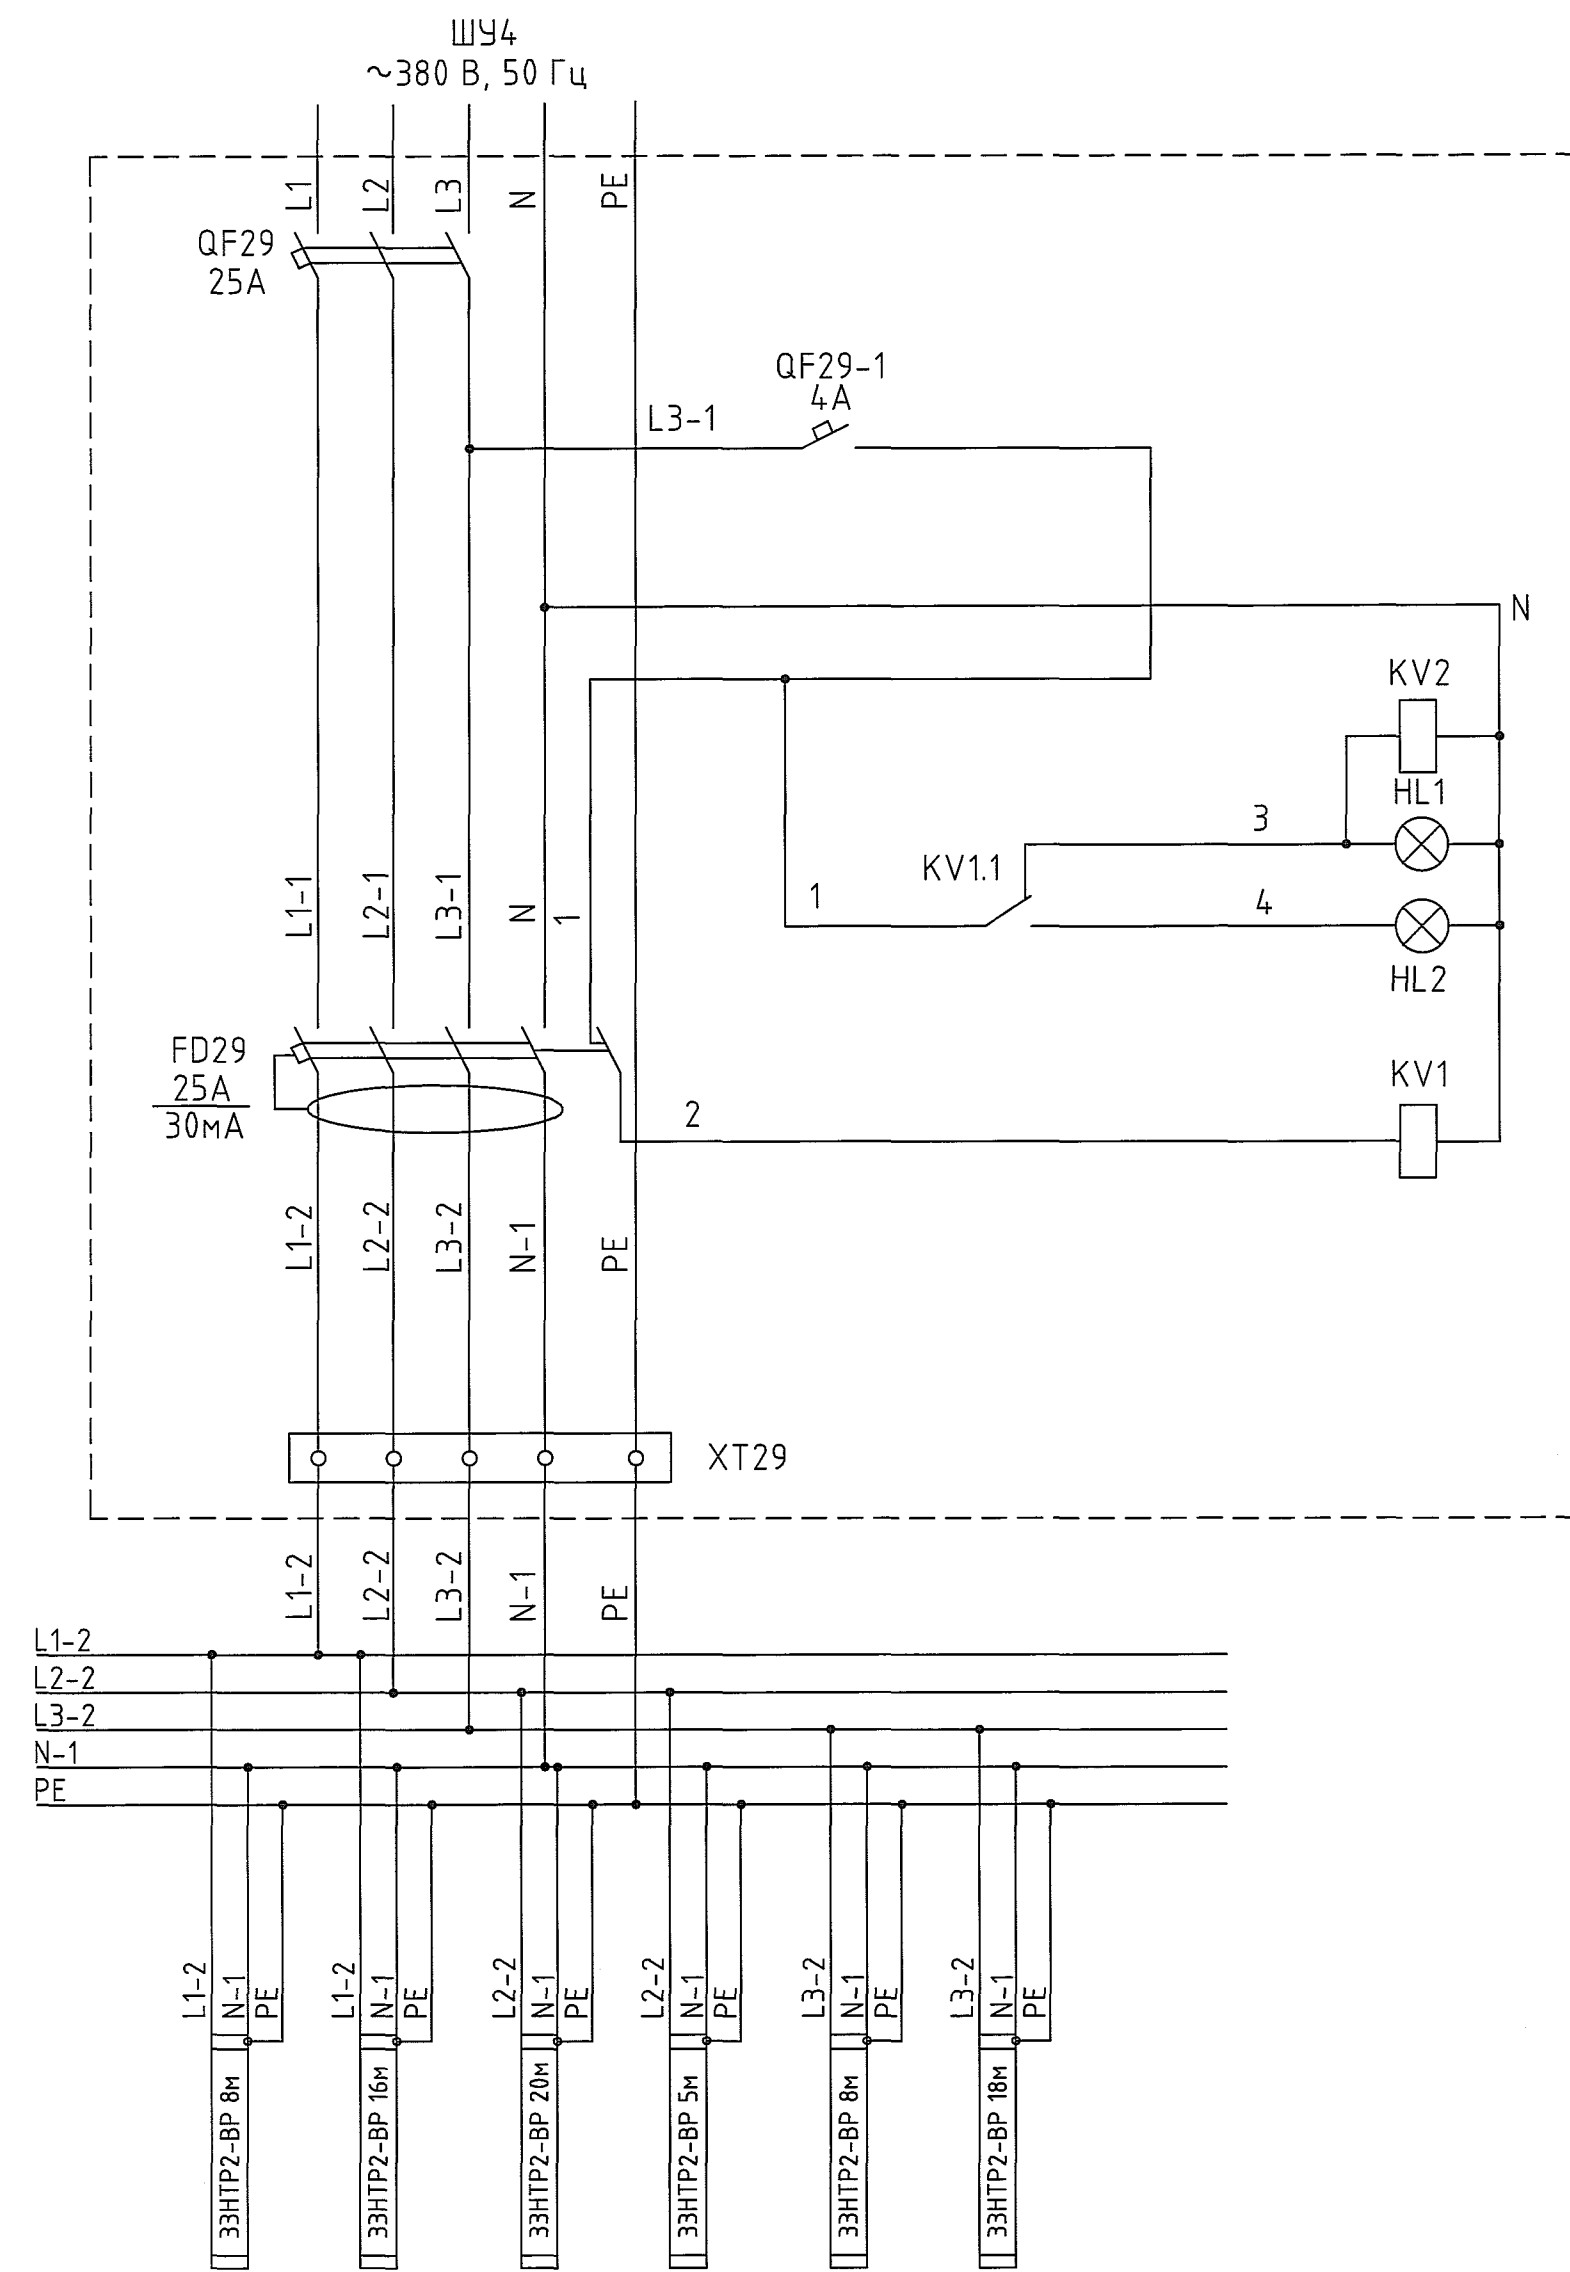 ШУ4
~380 В, 50 Гц
L1
L2
L3
N
PE
QF29
25А
QF29-1
4А
L3-1
N
KV2
HL1
3
KV1.1
1
4
HL2
L1-1
L2-1
L3-1
N
1
FD29
25А
30мА
KV1
2
L1-2
L2-2
L3-2
N-1
PE
XT29
L1-2
L2-2
L3-2
N-1
PE
L1-2
L2-2
L3-2
N-1
PE
L1-2
N-1
PE
L1-2
N-1
PE
L2-2
N-1
PE
L2-2
N-1
PE
L3-2
N-1
PE
L3-2
N-1
PE
33НТР2-ВР 8м
33НТР2-ВР 16м
33НТР2-ВР 20м
33НТР2-ВР 5м
33НТР2-ВР 8м
33НТР2-ВР 18м